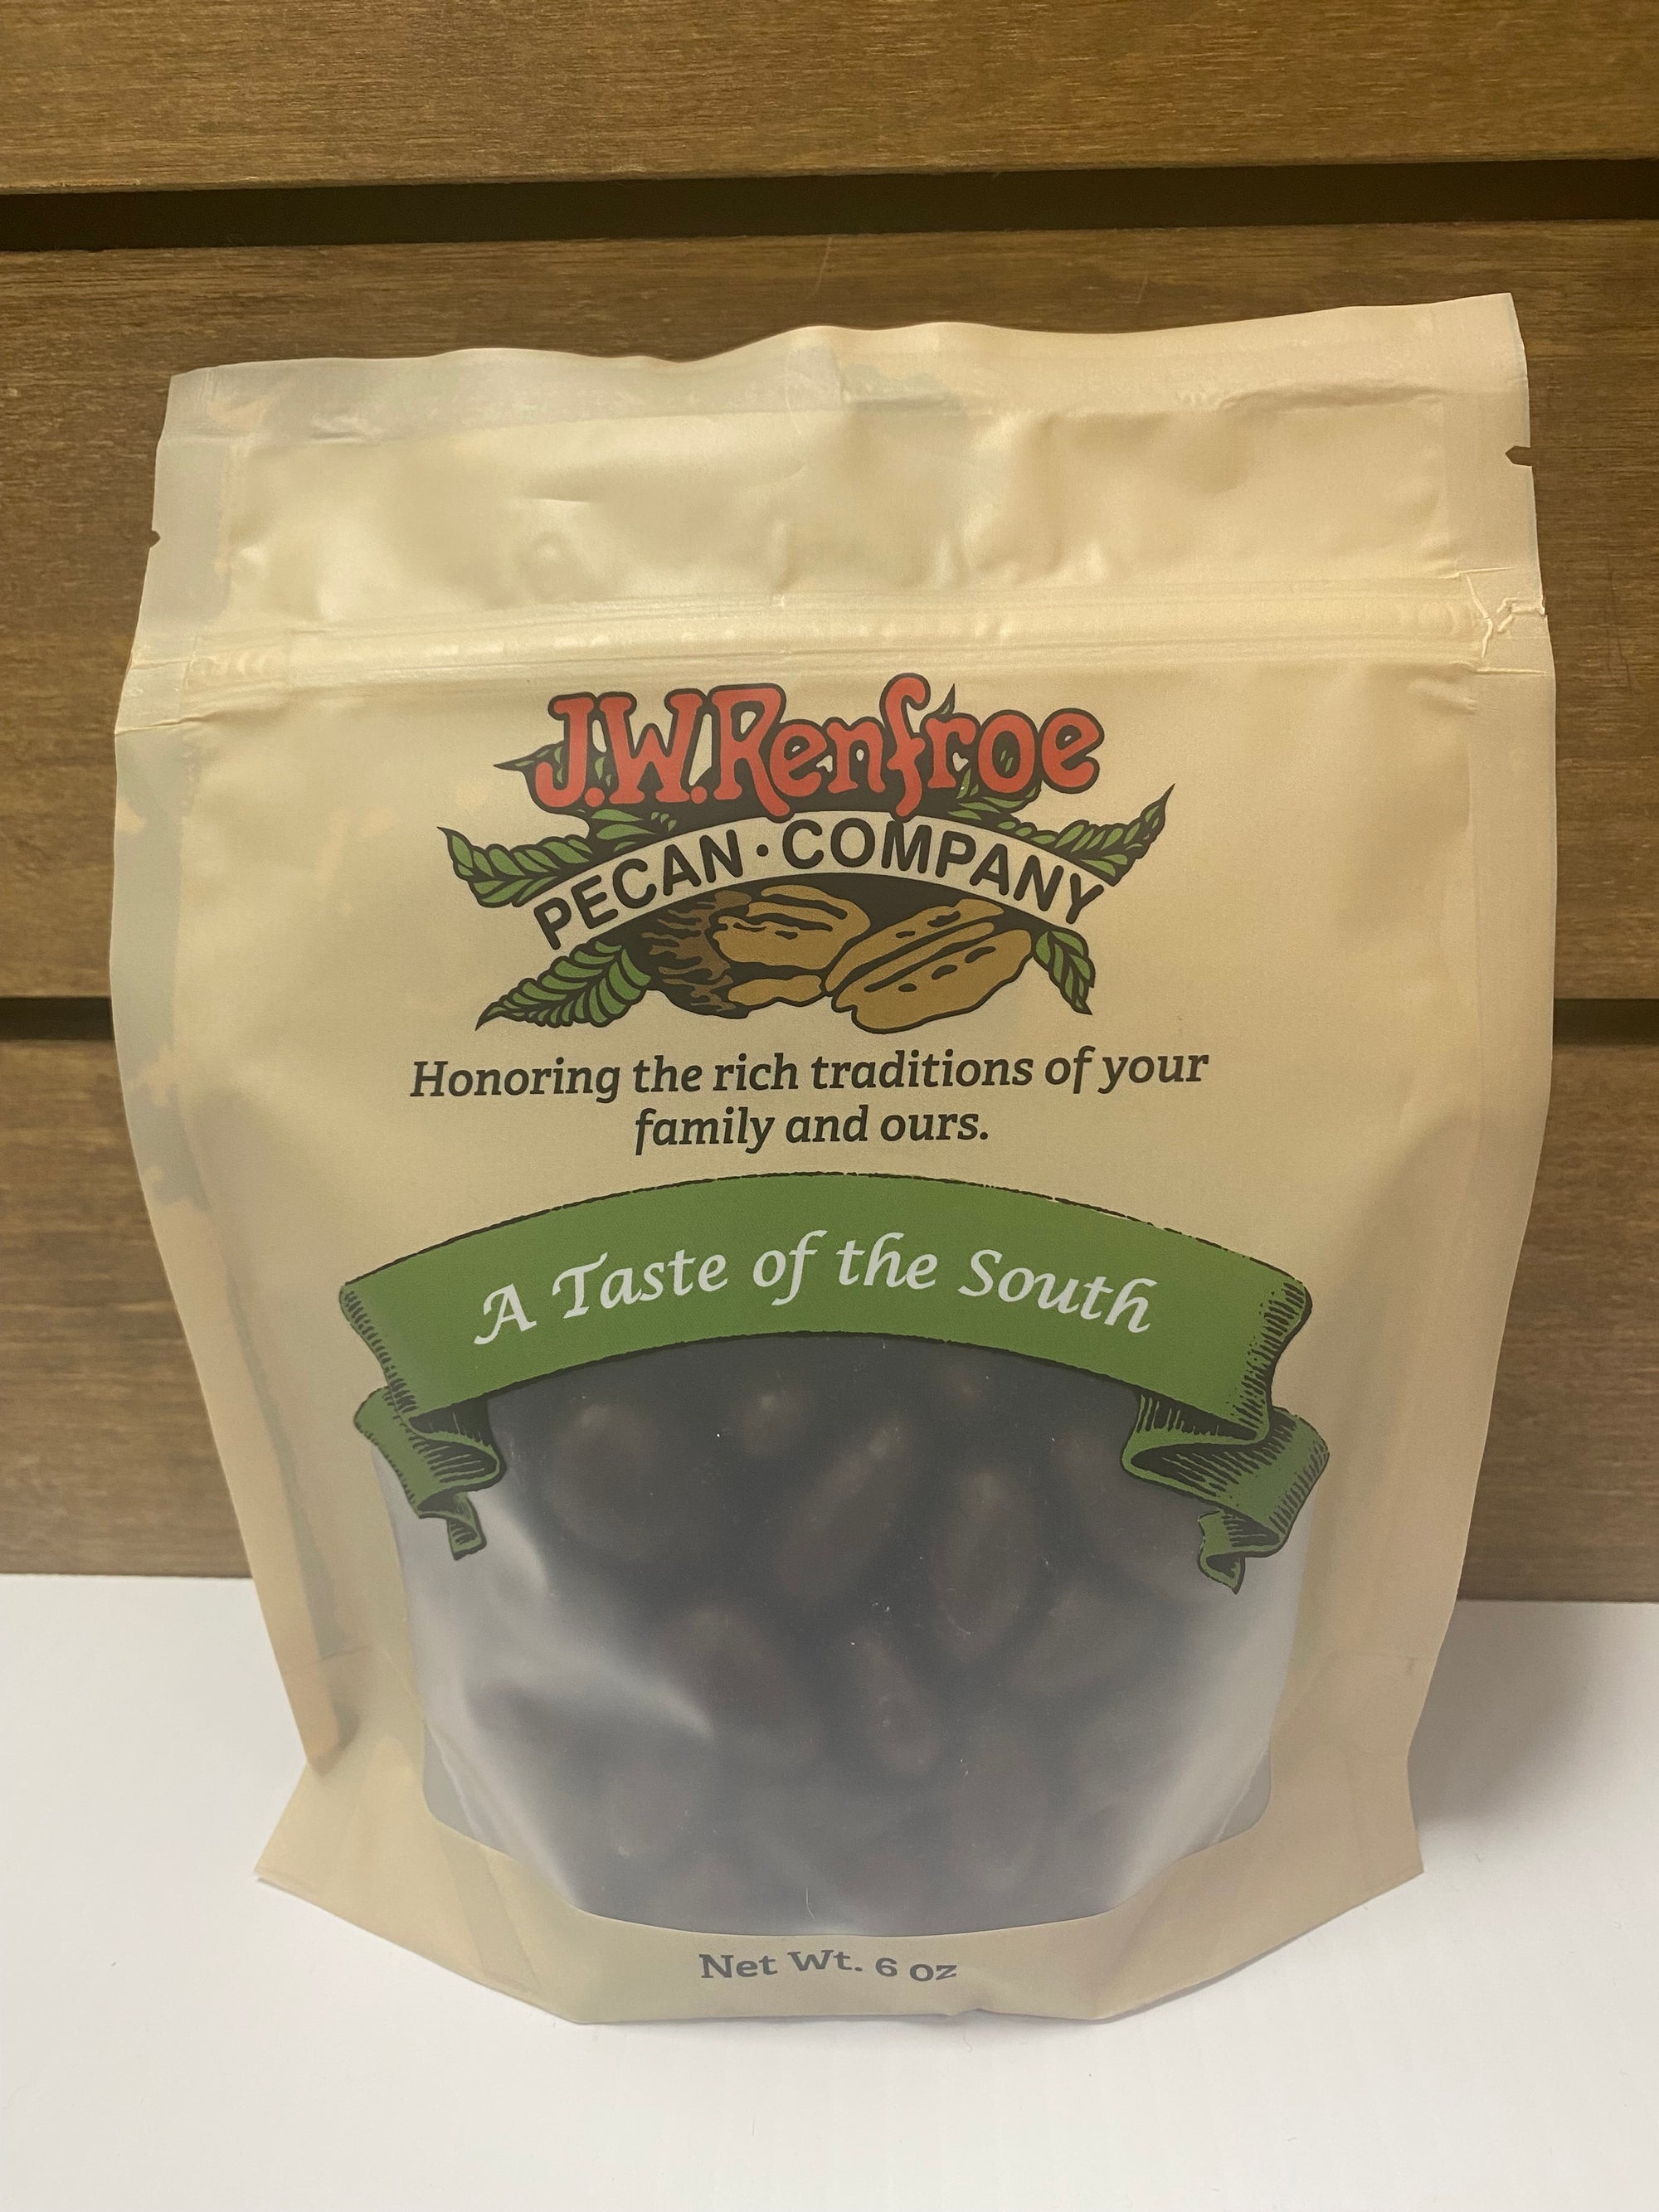 J.W.Renfroe
PECAN · COMPANY
Honoring the rich traditions of your
family and ours.
A Taste of the South
Net Wt. 6 oz